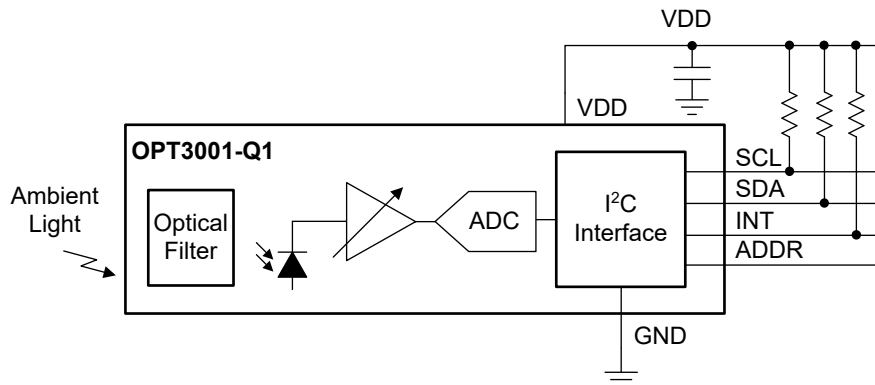 VDD
VDD
OPT3001-Q1
Ambient
Light
Optical
Filter
ADC
I²C
Interface
SCL
SDA
INT
ADDR
GND